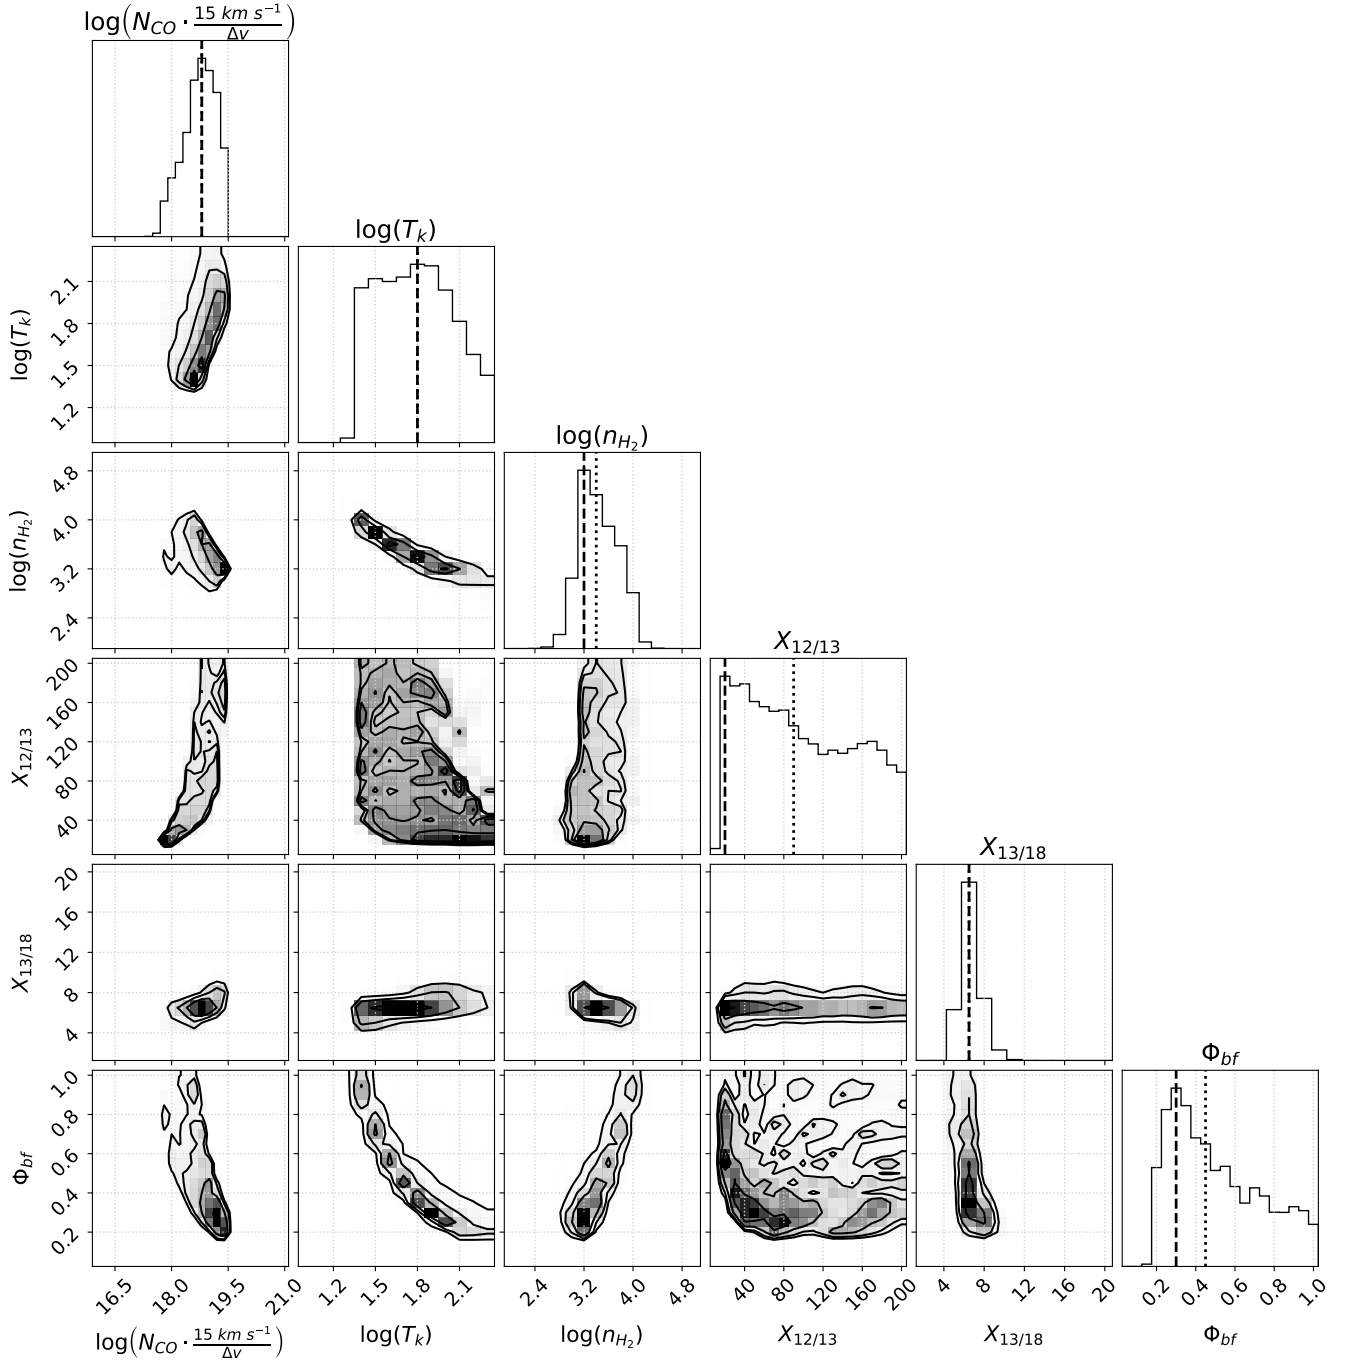 log(N_CO · 15 km s⁻¹/Δv)
log(T_k)
2.1
1.8
1.5
1.2
log(T_k)
log(n_H₂)
4.8
4.0
3.2
2.4
log(n_H₂)
X_12/13
200
160
120
80
40
X_12/13
X_13/18
20
16
12
8
4
X_13/18
Φ_bf
1.0
0.8
0.6
0.4
0.2
Φ_bf
16.5 18.0 19.5 21.0 1.2 1.5 1.8 2.1 2.4 3.2 4.0 4.8 40 80 120 160 200 4 8 12 16 20 0.2 0.4 0.6 0.8 1.0
log(N_CO · 15 km s⁻¹/Δv) log(T_k) log(n_H₂) X_12/13 X_13/18 Φ_bf